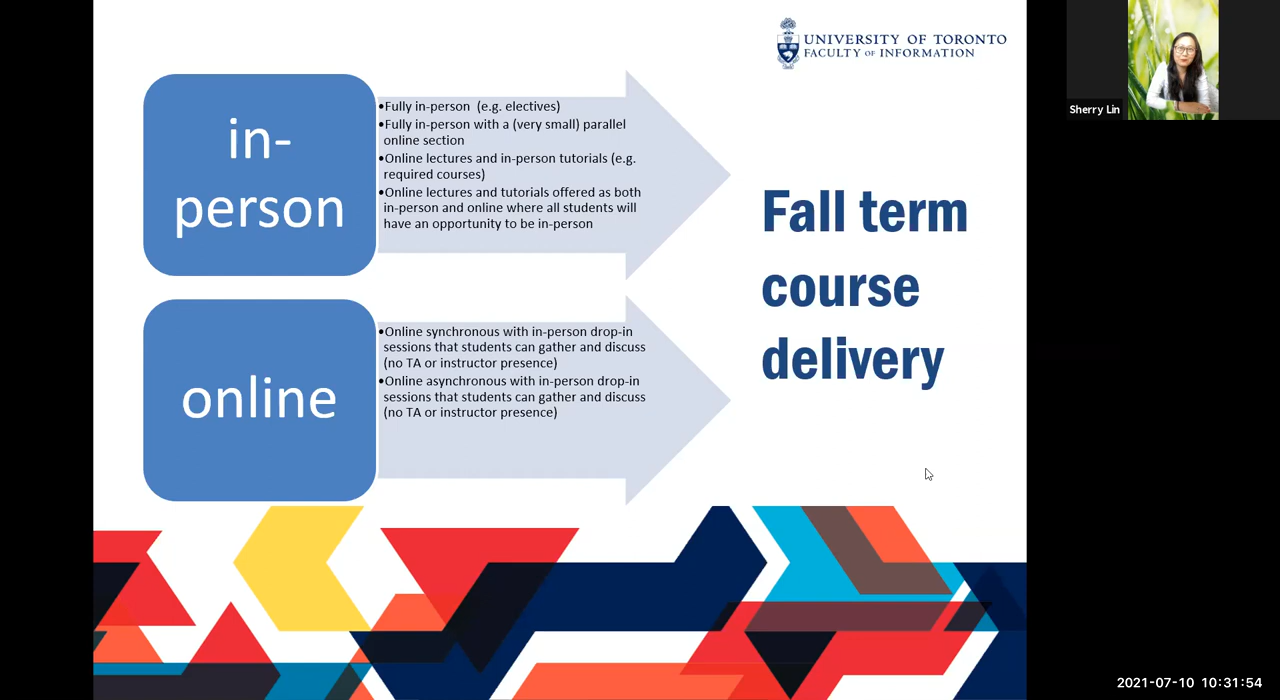 UNIVERSITY OF TORONTO
FACULTY OF INFORMATION
Sherry Lin
in-
person
•Fully in-person  (e.g. electives)
•Fully in-person with a (very small) parallel
online section
•Online lectures and in-person tutorials (e.g.
required courses)
•Online lectures and tutorials offered as both
in-person and online where all students will
have an opportunity to be in-person
Fall term
course
delivery
online
•Online synchronous with in-person drop-in
sessions that students can gather and discuss
(no TA or instructor presence)
•Online asynchronous with in-person drop-in
sessions that students can gather and discuss
(no TA or instructor presence)
2021-07-10 10:31:54